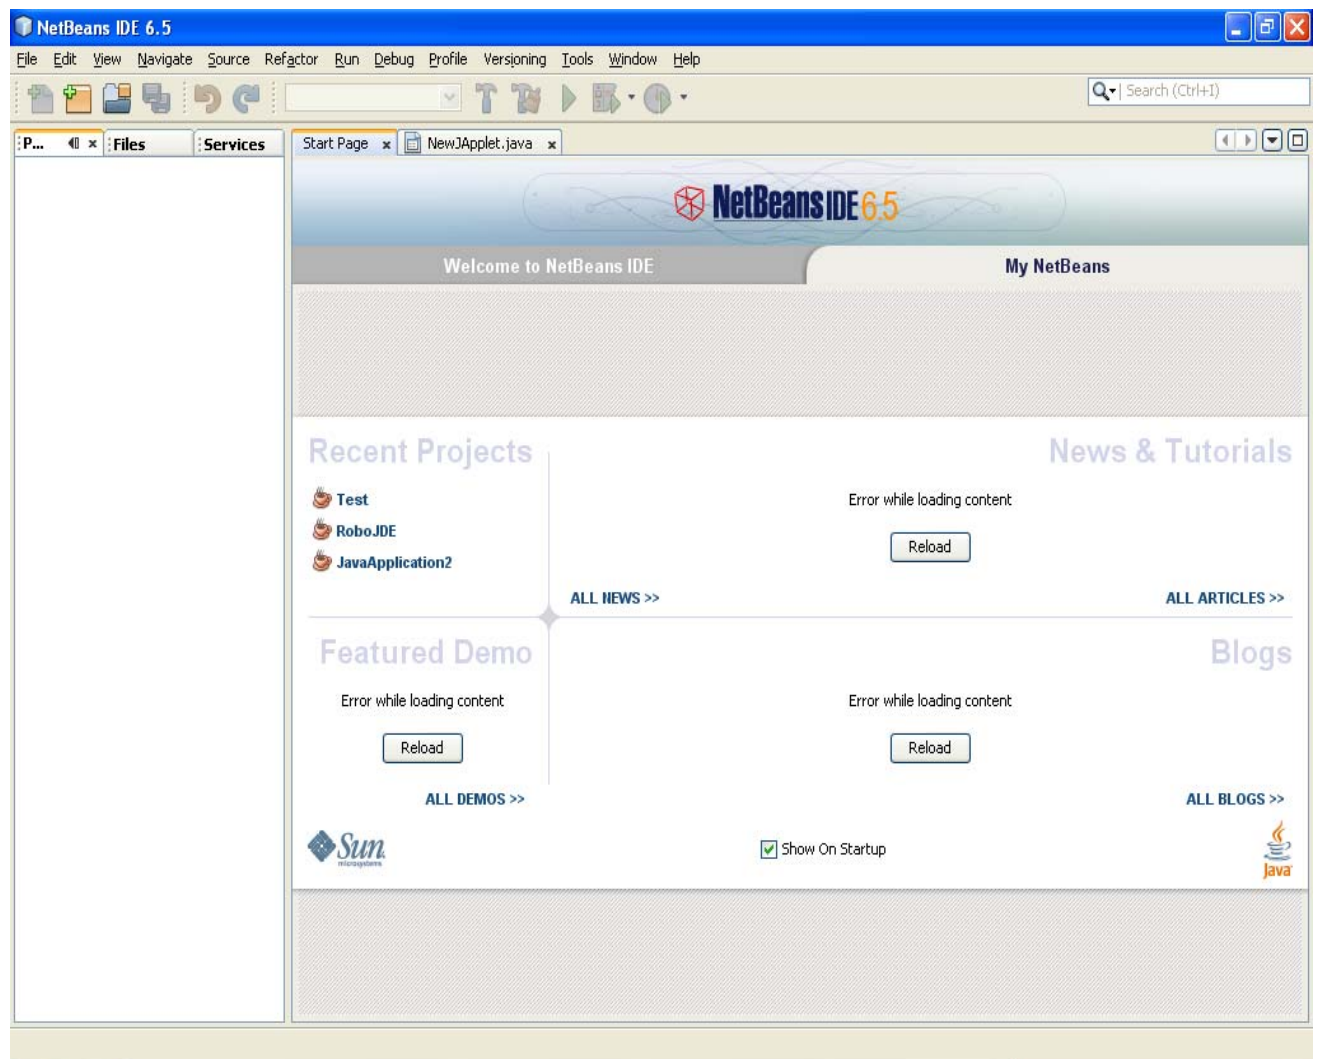 NetBeans IDE 6.5
File Edit View Navigate Source Refactor Run Debug Profile Versioning Tools Window Help
Search (Ctrl+I)
P... Files Services Start Page NewJApplet.java
NetBeans IDE 6.5
Welcome to NetBeans IDE My NetBeans
Recent Projects News & Tutorials
Test Error while loading content
RoboJDE
Reload
JavaApplication2
ALL NEWS >> ALL ARTICLES >>
Featured Demo Blogs
Error while loading content Error while loading content
Reload Reload
ALL DEMOS >> ALL BLOGS >>
Sun
microsystems
Show On Startup
Java